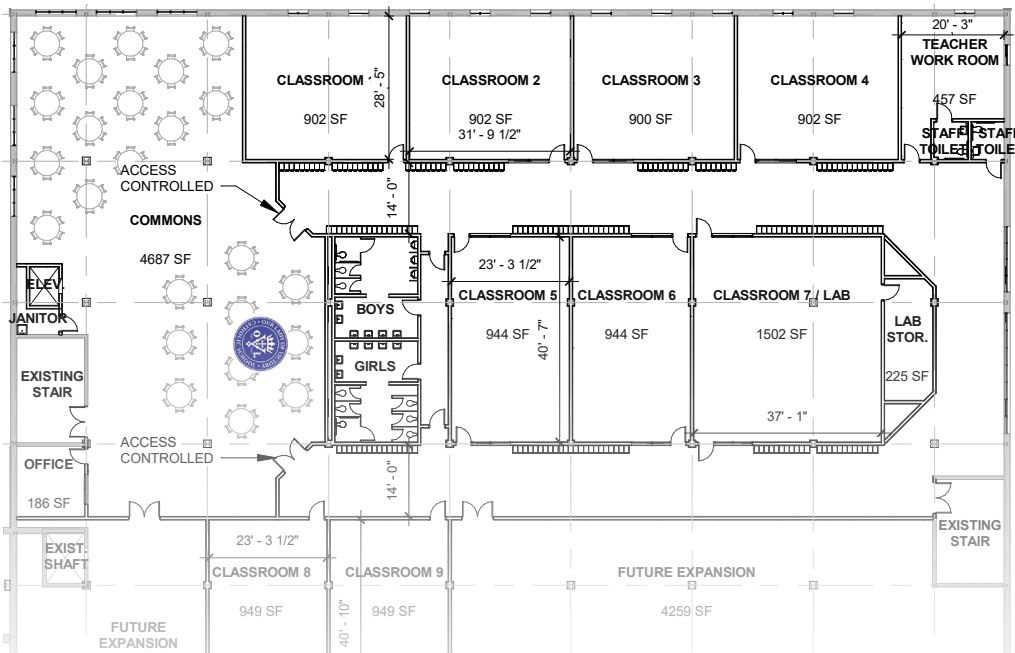 20' - 3"
TEACHER
WORK ROOM
457 SF
STAFF
TOILET
STAFF
TOILET
CLASSROOM
902 SF
28' - 5"
CLASSROOM 2
902 SF
31' - 9 1/2"
CLASSROOM 3
900 SF
CLASSROOM 4
902 SF
ACCESS
CONTROLLED
14' - 0"
COMMONS
4687 SF
ELEV.
JANITOR
BOYS
GIRLS
23' - 3 1/2"
CLASSROOM 5
944 SF
40' - 7"
CLASSROOM 6
944 SF
CLASSROOM 7 / LAB
1502 SF
37' - 1"
LAB
STOR.
225 SF
EXISTING
STAIR
ACCESS
CONTROLLED
OFFICE
186 SF
14' - 0"
EXIST.
SHAFT
23' - 3 1/2"
CLASSROOM 8
949 SF
CLASSROOM 9
949 SF
40' - 10"
FUTURE EXPANSION
4259 SF
EXISTING
STAIR
FUTURE
EXPANSION